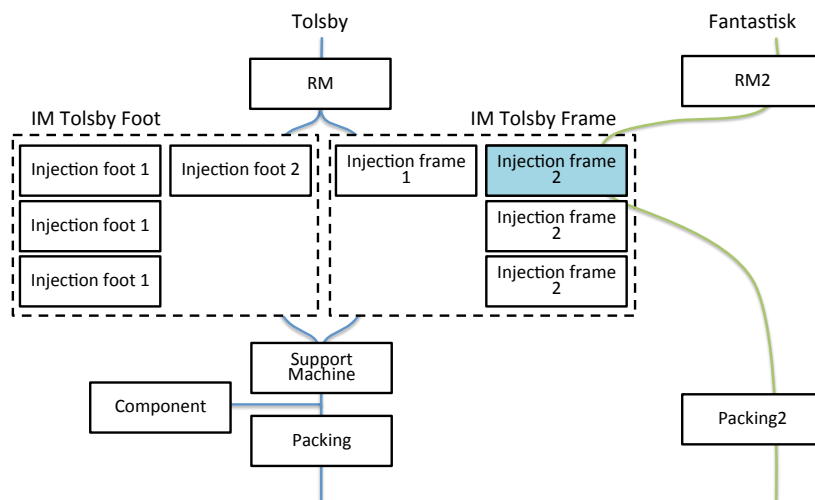 Tolsby
Fantastisk
RM
RM2
IM Tolsby Foot
IM Tolsby Frame
Injection foot 1
Injection foot 2
Injection frame
1
Injection frame
2
Injection foot 1
Injection frame
2
Injection foot 1
Injection frame
2
Support
Machine
Component
Packing
Packing2